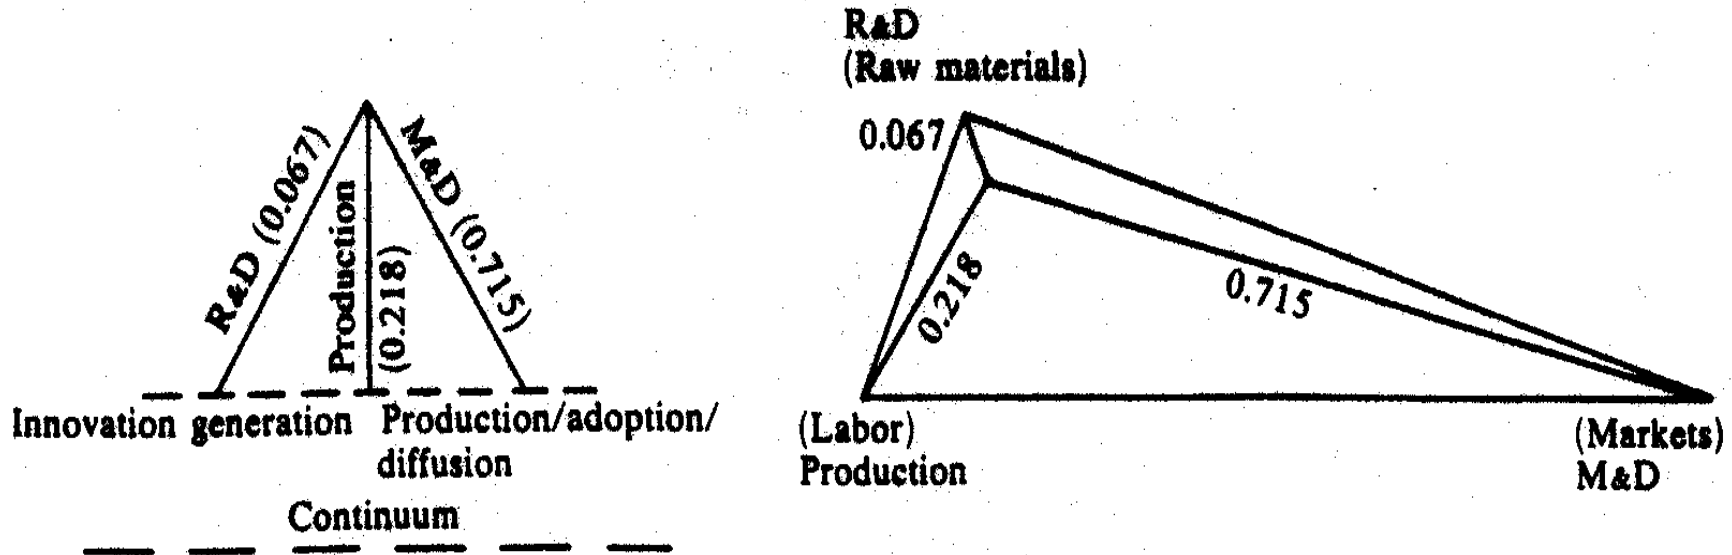 R&D (0.067)
Production
(0.218)
M&D (0.715)
Innovation generation
Production/adoption/
diffusion
Continuum
R&D
(Raw materials)
0.067
0.218
0.715
(Labor)
Production
(Markets)
M&D